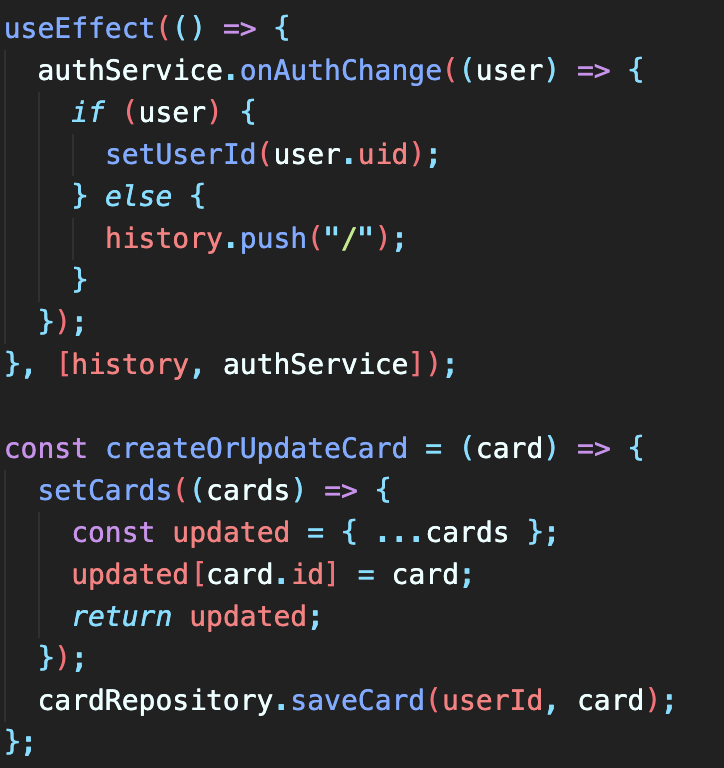 useEffect(() => {
  authService.onAuthChange((user) => {
    if (user) {
      setUserId(user.uid);
    } else {
      history.push("/");
    }
  });
}, [history, authService]);

const createOrUpdateCard = (card) => {
  setCards((cards) => {
    const updated = { ...cards };
    updated[card.id] = card;
    return updated;
  });
  cardRepository.saveCard(userId, card);
};